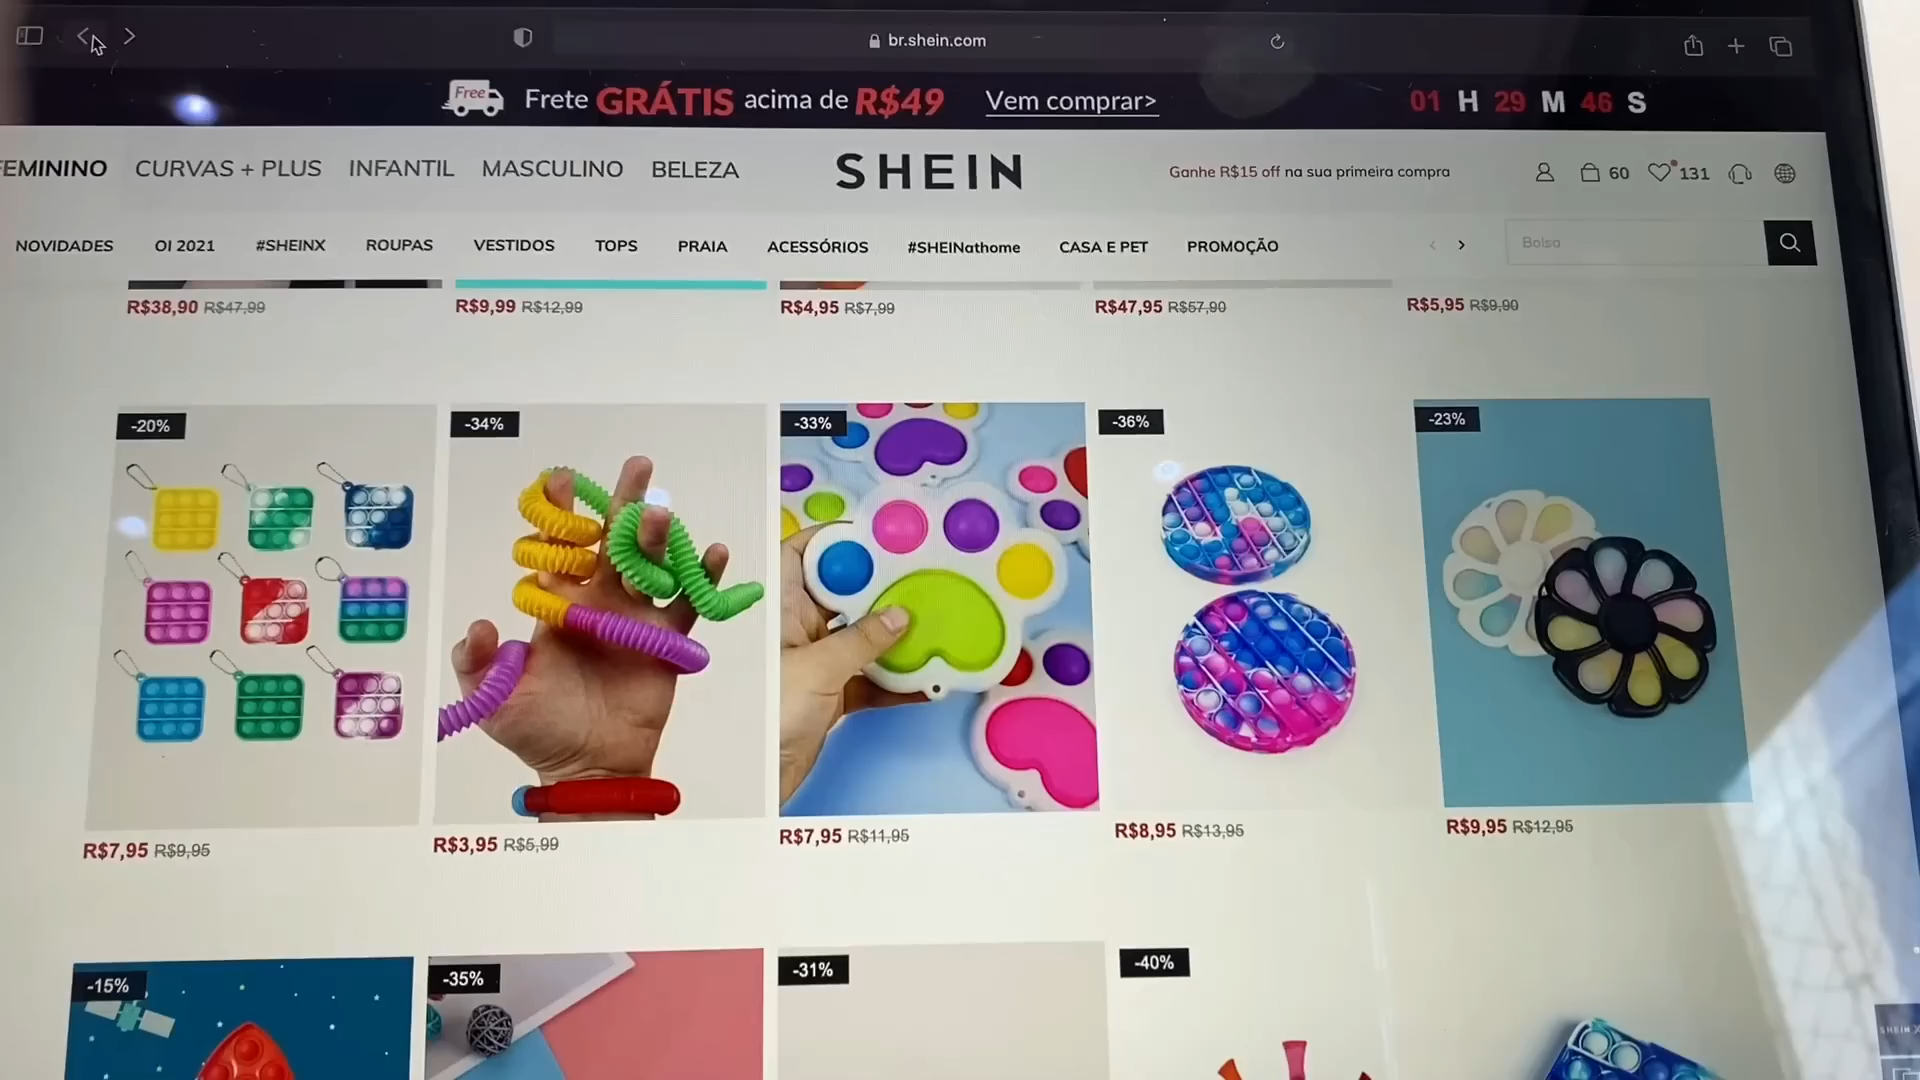 br.shein.com
Free Frete GRÁTIS acima de R$49 Vem comprar> 01 H 29 M 46 S
FEMININO CURVAS + PLUS INFANTIL MASCULINO BELEZA SHEIN Ganhe R$15 off na sua primeira compra 60 131
NOVIDADES OI 2021 #SHEINX ROUPAS VESTIDOS TOPS PRAIA ACESSÓRIOS #SHEINathome CASA E PET PROMOÇÃO Bolsa
R$38,90 R$47,99 R$9,99 R$12,99 R$4,95 R$7,99 R$47,95 R$57,90 R$5,95 R$9,90
-20% -34% -33% -36% -23%
R$7,95 R$9,95 R$3,95 R$5,99 R$7,95 R$11,95 R$8,95 R$13,95 R$9,95 R$12,95
-15% -35% -31% -40%
SHEIN X